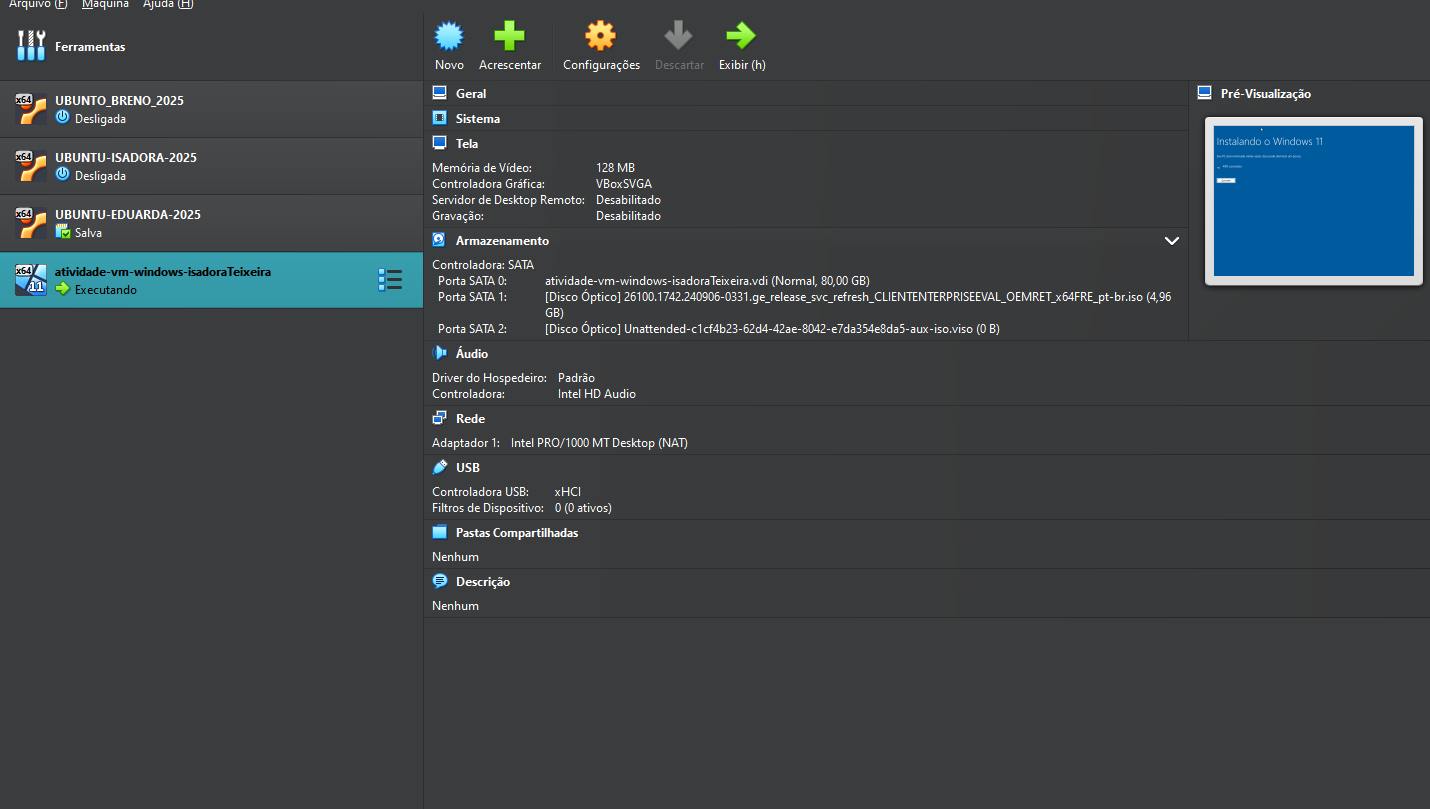 Arquivo (F) Máquina Ajuda (H)
Ferramentas
Novo Acrescentar Configurações Descartar Exibir (h)
x64
UBUNTO_BRENO_2025
Desligada
x64
UBUNTU-ISADORA-2025
Desligada
x64
UBUNTU-EDUARDA-2025
Salva
x64
11
atividade-vm-windows-isadoraTeixeira
Executando
Geral
Sistema
Tela
Memória de Vídeo: 128 MB
Controladora Gráfica: VBoxSVGA
Servidor de Desktop Remoto: Desabilitado
Gravação: Desabilitado
Armazenamento
Controladora: SATA
Porta SATA 0: atividade-vm-windows-isadoraTeixeira.vdi (Normal, 80,00 GB)
Porta SATA 1: [Disco Óptico] 26100.1742.240906-0331.ge_release_svc_refresh_CLIENTENTERPRISEEVAL_OEMRET_x64FRE_pt-br.iso (4,96
GB)
Porta SATA 2: [Disco Óptico] Unattended-c1cf4b23-62d4-42ae-8042-e7da354e8da5-aux-iso.viso (0 B)
Áudio
Driver do Hospedeiro: Padrão
Controladora: Intel HD Audio
Rede
Adaptador 1: Intel PRO/1000 MT Desktop (NAT)
USB
Controladora USB: xHCI
Filtros de Dispositivo: 0 (0 ativos)
Pastas Compartilhadas
Nenhum
Descrição
Nenhum
Pré-Visualização
Instalando o Windows 11